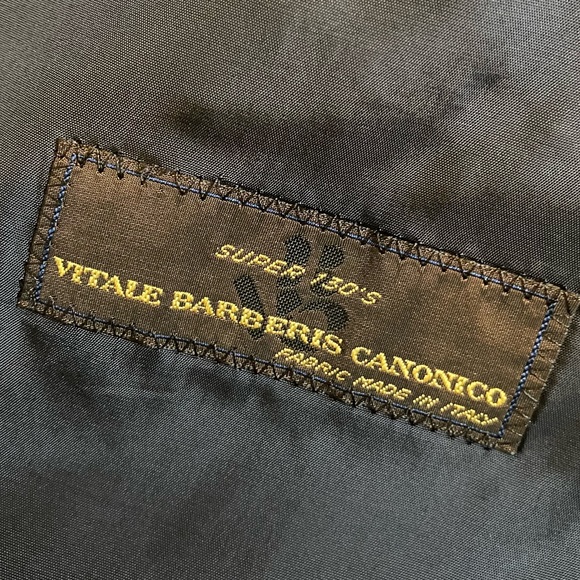 SUPER 130'S
VITALE BARBERIS CANONICO
FABRIC MADE IN ITALY